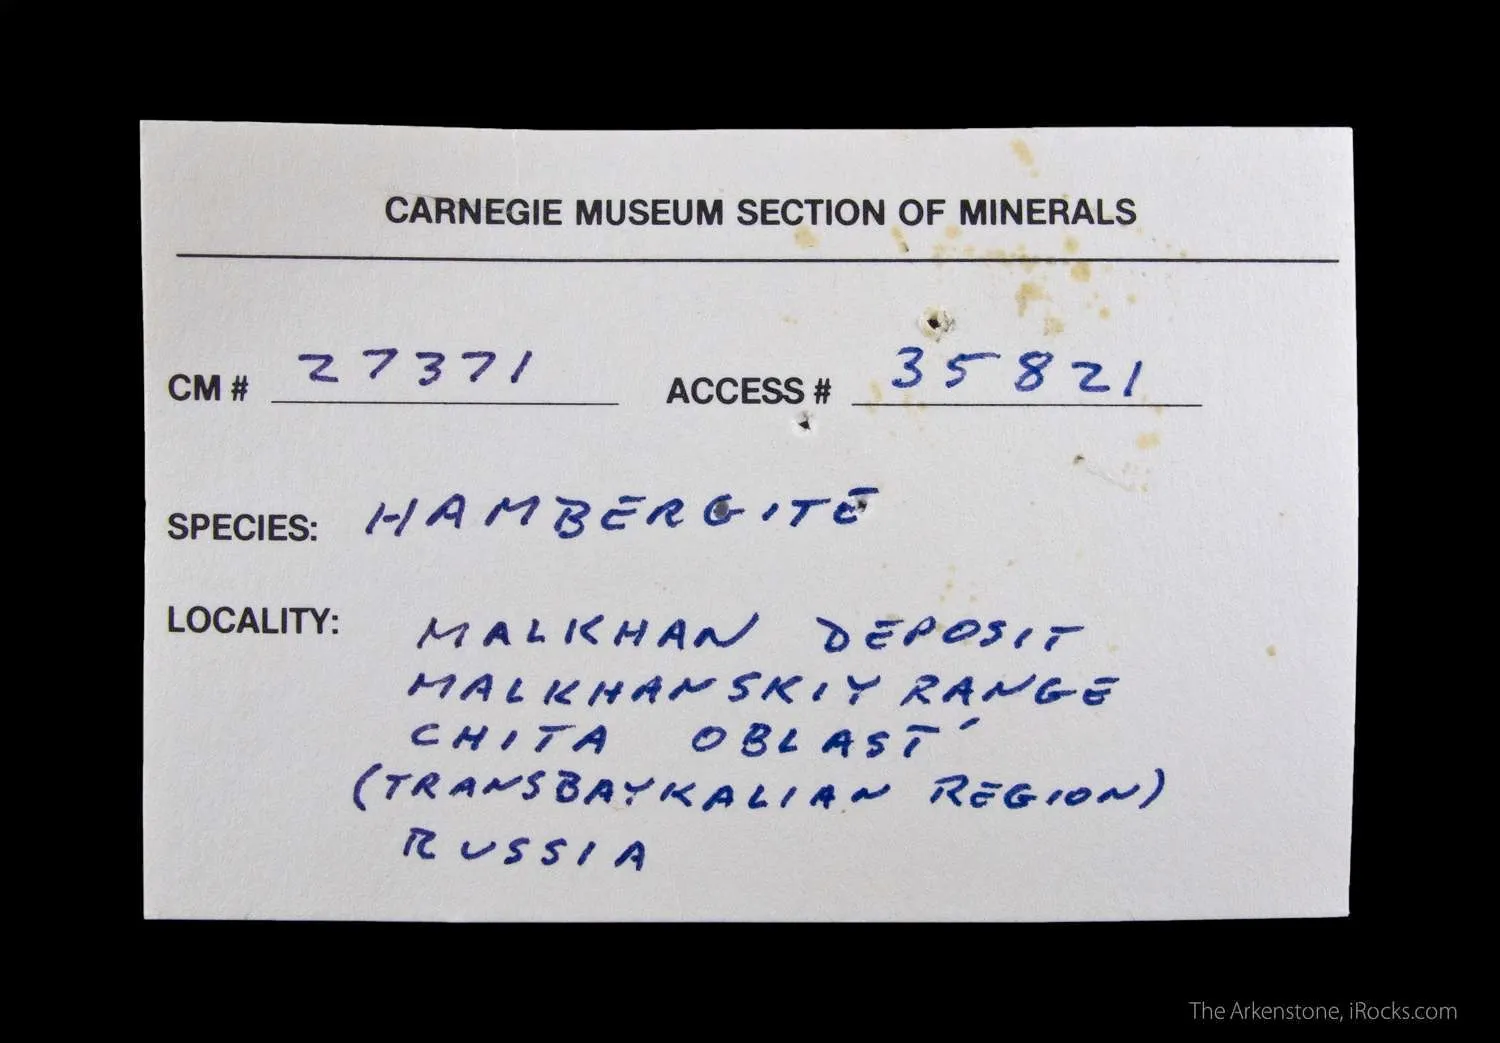 CARNEGIE MUSEUM SECTION OF MINERALS
CM # 27371 ACCESS # 35821
SPECIES: HAMBERGITE
LOCALITY: MALKHAN DEPOSIT
MALKHANSKIY RANGE
CHITA OBLAST'
(TRANSBAYKALIAN REGION)
RUSSIA
The Arkenstone, iRocks.com